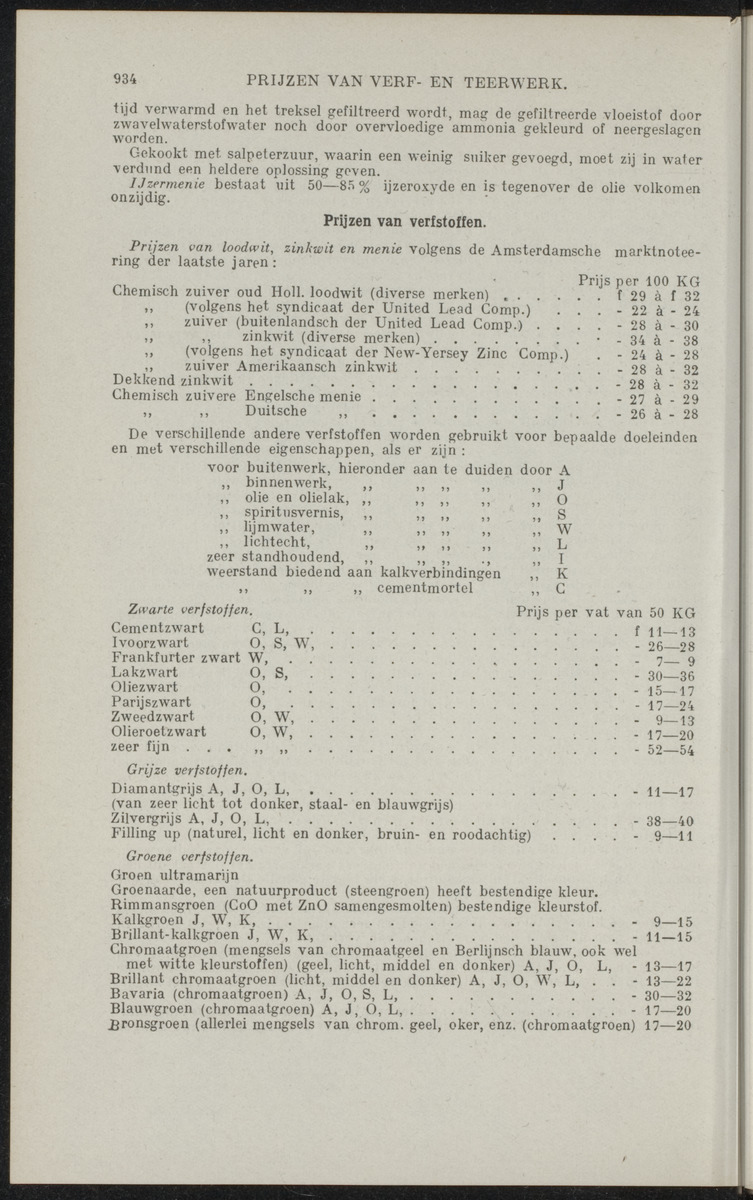 934 PRIJZEN VAN VERF- EN TEERWERK.
tijd verwarmd en het treksel gefiltreerd wordt, mag de gefiltreerde vloeistof door
zwavelwaterstofwater noch door overvloedige ammonia gekleurd of neergeslagen
worden.
Gekookt met salpeterzuur, waarin een weinig suiker gevoegd, moet zij in water
verdund een heldere oplossing geven.
IJzermenie bestaat uit 50—85 % ijzeroxyde en is tegenover de olie volkomen
onzijdig.
Prijzen van verfstoffen.
Prijzen van loodwit, zinkwit en menie volgens de Amsterdamsche marktnotee-
ring der laatste jaren :
Prijs per 100 KG
Chemisch zuiver oud Holl. loodwit (diverse merken) . . . . . . f 29 à f 32
,, (volgens het syndicaat der United Lead Comp.) . . . - 22 à - 24
,, zuiver (buitenlandsch der United Lead Comp.) . . . . - 28 à - 30
,, ,, zinkwit (diverse merken) . . . . . . . . - 34 à - 38
,, (volgens het syndicaat der New-Yersey Zinc Comp.) . - 24 à - 28
,, zuiver Amerikaansch zinkwit . . . . . . . . . . - 28 à - 32
Dekkend zinkwit . . . . . . . . . . . . . . . . . - 28 à - 32
Chemisch zuivere Engelsche menie . . . . . . . . . . . . - 27 à - 29
,, ,, Duitsche ,, . . . . . . . . . . . . - 26 à - 28
De verschillende andere verfstoffen worden gebruikt voor bepaalde doeleinden
en met verschillende eigenschappen, als er zijn :
voor buitenwerk, hieronder aan te duiden door A
,, binnenwerk, ,, ,, ,, ,, ,, J
,, olie en olielak, ,, ,, ,, ,, ,, O
,, spiritusvernis, ,, ,, ,, ,, ,, S
,, lijmwater, ,, ,, ,, ,, ,, W
,, lichtecht, ,, ,, ,, ,, ,, L
zeer standhoudend, ,, ,, ,, ,, ,, I
weerstand biedend aan kalkverbindingen ,, K
,, ,, ,, cementmortel ,, C
Zwarte verfstoffen. Prijs per vat van 50 KG
Cementzwart C, L, . . . . . . . . . . . . . . . . f 11—13
Ivoorzwart O, S, W, . . . . . . . . . . . . . . . . - 26—28
Frankfurter zwart W, . . . . . . . . . . . . . . . . - 7— 9
Lakzwart O, S, . . . . . . . . . . . . . . . . - 30—36
Oliezwart O, . . . . . . . . . . . . . . . . - 15—17
Parijszwart O, . . . . . . . . . . . . . . . . - 17—24
Zweedzwart O, W, . . . . . . . . . . . . . . . . - 9—13
Olieroetzwart O, W, . . . . . . . . . . . . . . . . - 17—20
zeer fijn . . . ,, ,, . . . . . . . . . . . . . . . . - 52—54
Grijze verfstoffen.
Diamantgrijs A, J, O, L, . . . . . . . . . . . . . . . . - 11—17
(van zeer licht tot donker, staal- en blauwgrijs)
Zilvergrijs A, J, O, L, . . . . . . . . . . . . . . . . - 38—40
Filling up (naturel, licht en donker, bruin- en roodachtig) . . . . - 9—11
Groene verfstoffen.
Groen ultramarijn
Groenaarde, een natuurproduct (steengroen) heeft bestendige kleur.
Rimmansgroen (CoO met ZnO samengesmolten) bestendige kleurstof.
Kalkgroen J, W, K, . . . . . . . . . . . . . . . . - 9—15
Brillant-kalkgroen J, W, K, . . . . . . . . . . . . . . . - 11—15
Chromaatgroen (mengsels van chromaatgeel en Berlijnsch blauw, ook wel
met witte kleurstoffen) (geel, licht, middel en donker) A, J, O, L, - 13—17
Brillant chromaatgroen (licht, middel en donker) A, J, O, W, L, . . - 13—22
Bavaria (chromaatgroen) A, J, O, S, L, . . . . . . . . . . . - 30—32
Blauwgroen (chromaatgroen) A, J, O, L, . . . . . . . . . . . - 17—20
Bronsgroen (allerlei mengsels van chrom. geel, oker, enz. (chromaatgroen) 17—20